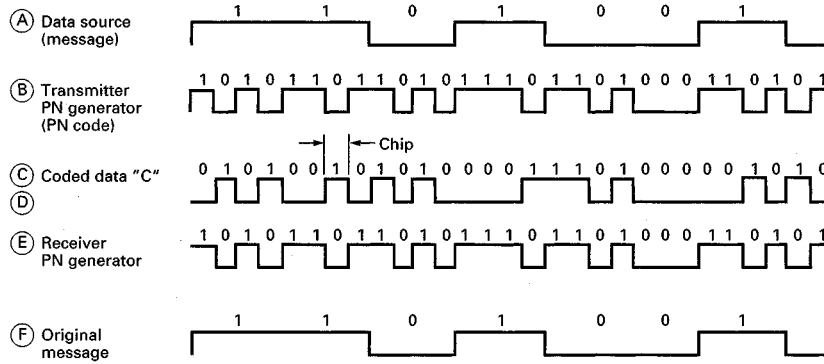 1 1 0 1 0 0 1
A Data source
(message)
1 0 1 0 1 1 0 1 1 0 1 0 1 1 1 0 1 1 0 1 0 0 0 1 1 0 1 0 1
B Transmitter
PN generator
(PN code)
Chip
0 1 0 1 0 0 1 0 1 0 1 0 0 0 0 1 1 1 0 1 0 0 0 0 0 1 0 1 0
C Coded data "C"
D
1 0 1 0 1 1 0 1 1 0 1 0 1 1 1 0 1 1 0 1 0 0 0 1 1 0 1 0 1
E Receiver
PN generator
1 1 0 1 0 0 1
F Original
message